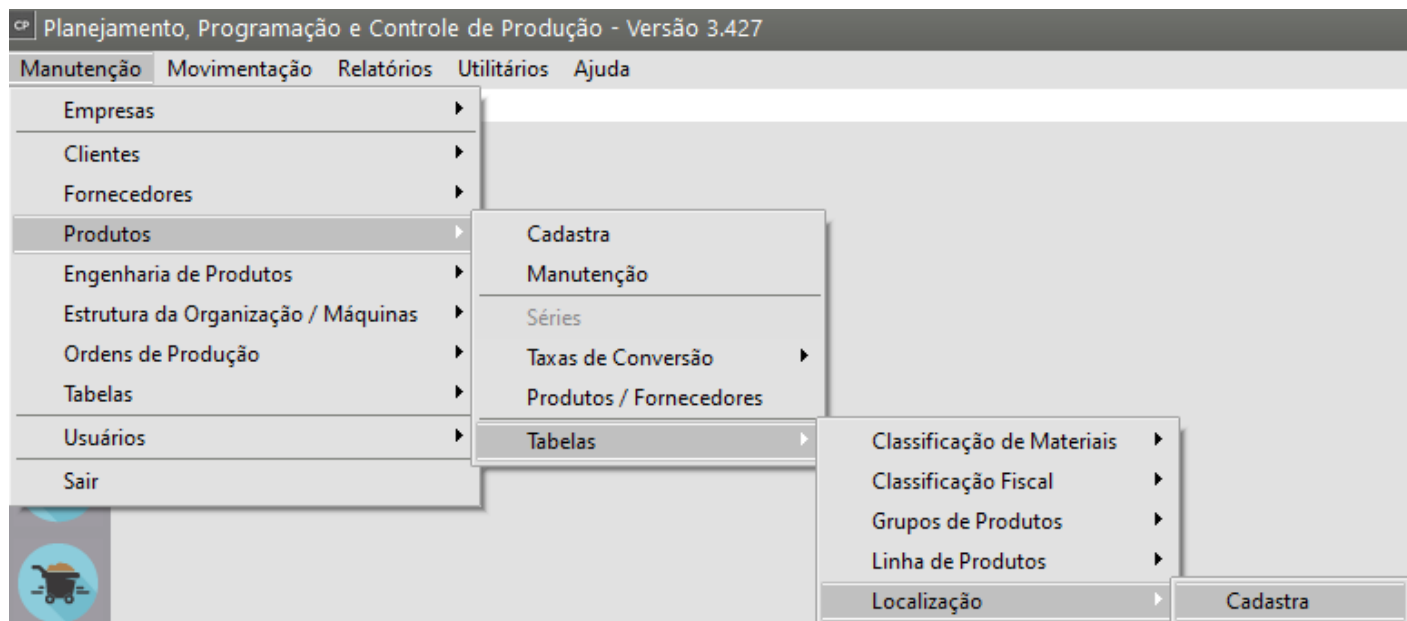 CP Planejamento, Programação e Controle de Produção - Versão 3.427
Manutenção Movimentação Relatórios Utilitários Ajuda
Empresas
Clientes
Fornecedores
Produtos
Engenharia de Produtos
Estrutura da Organização / Máquinas
Ordens de Produção
Tabelas
Usuários
Sair
Cadastra
Manutenção
Séries
Taxas de Conversão
Produtos / Fornecedores
Tabelas
Classificação de Materiais
Classificação Fiscal
Grupos de Produtos
Linha de Produtos
Localização
Cadastra